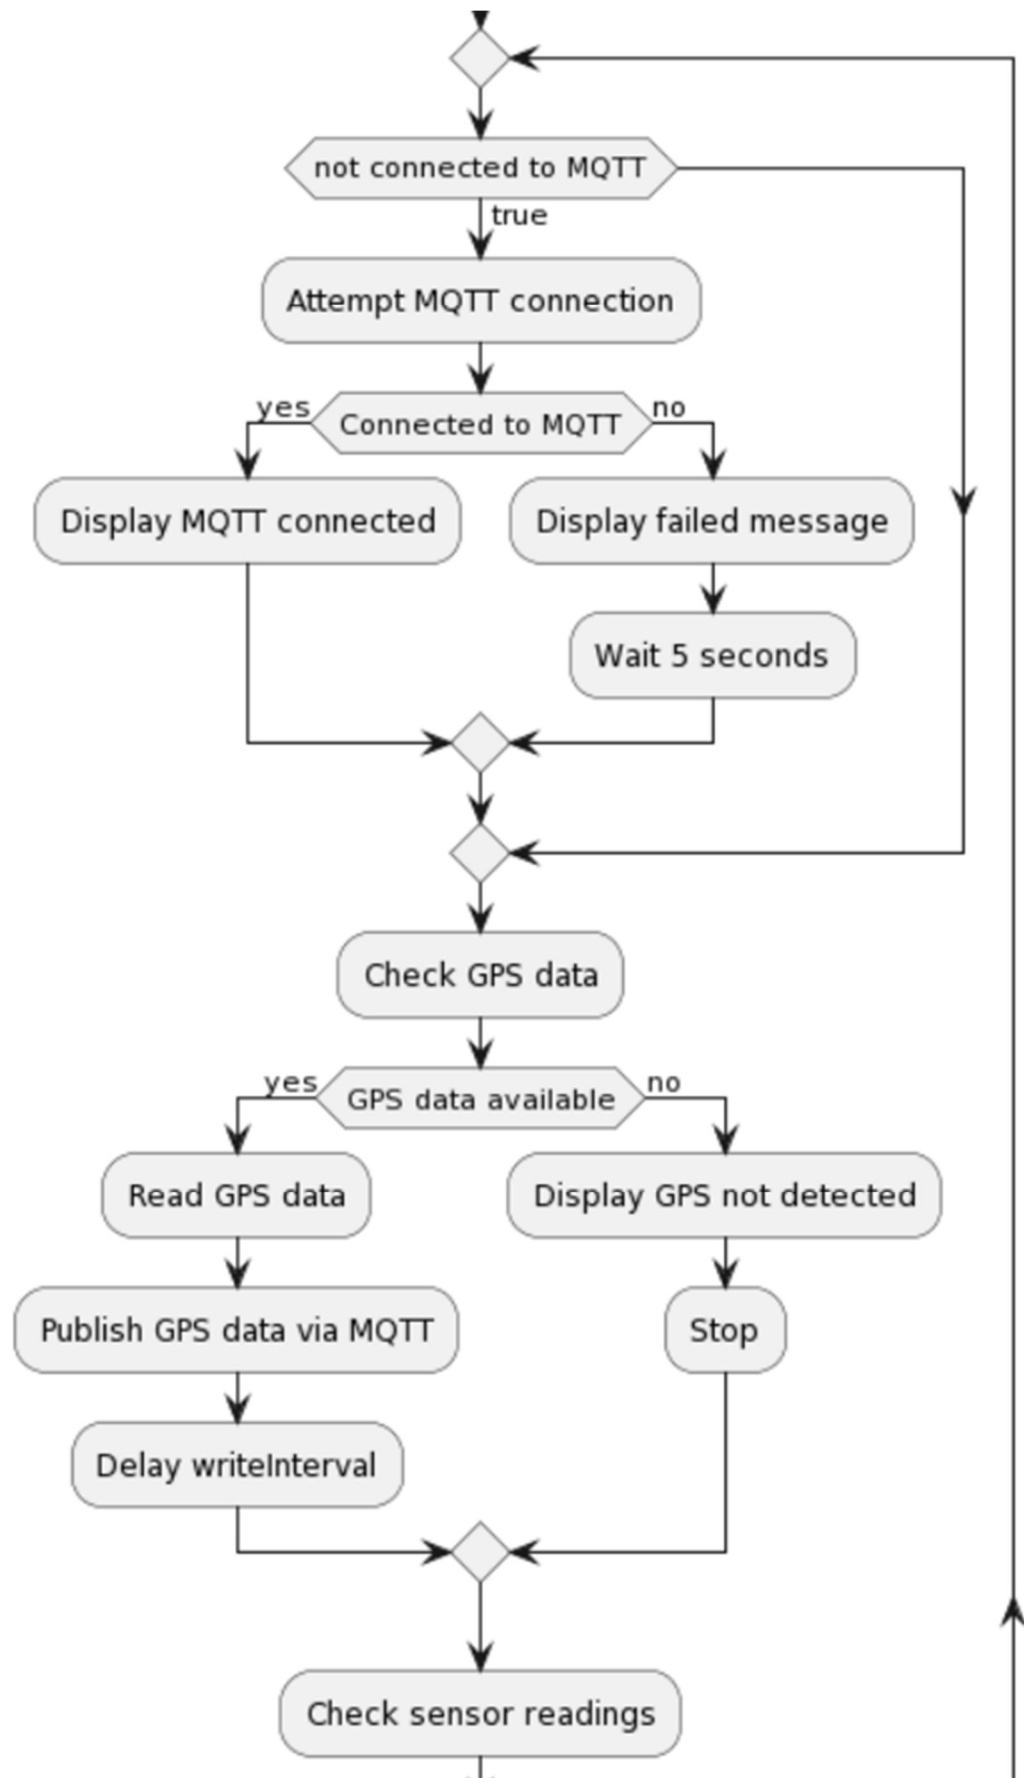 not connected to MQTT
true
Attempt MQTT connection
yes
Connected to MQTT
no
Display MQTT connected
Display failed message
Wait 5 seconds
Check GPS data
yes
GPS data available
no
Read GPS data
Display GPS not detected
Publish GPS data via MQTT
Stop
Delay writeInterval
Check sensor readings